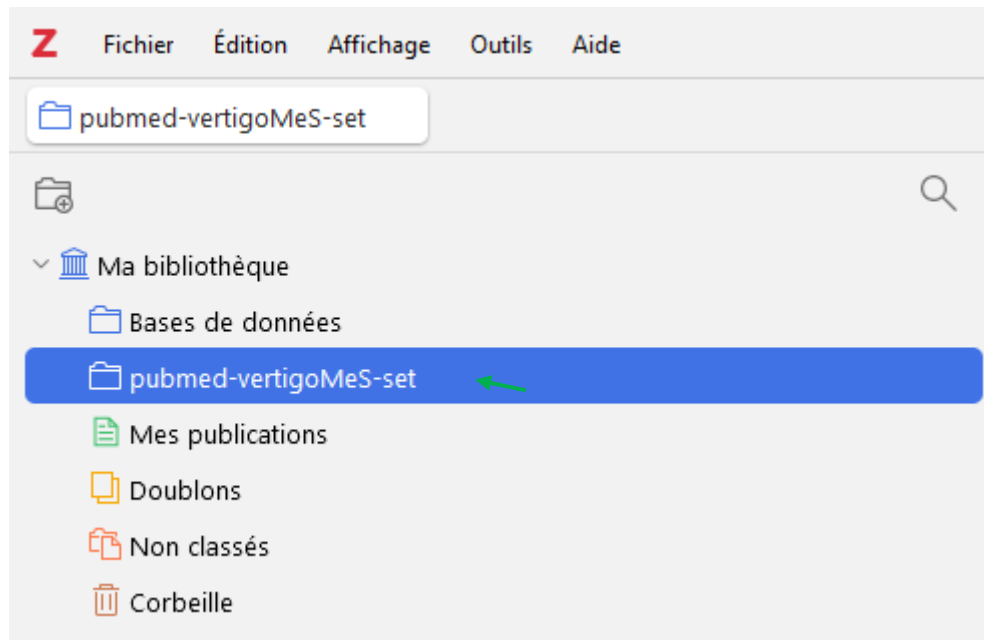 Z Fichier Édition Affichage Outils Aide
pubmed-vertigoMeS-set
Ma bibliothèque
Bases de données
pubmed-vertigoMeS-set
Mes publications
Doublons
Non classés
Corbeille